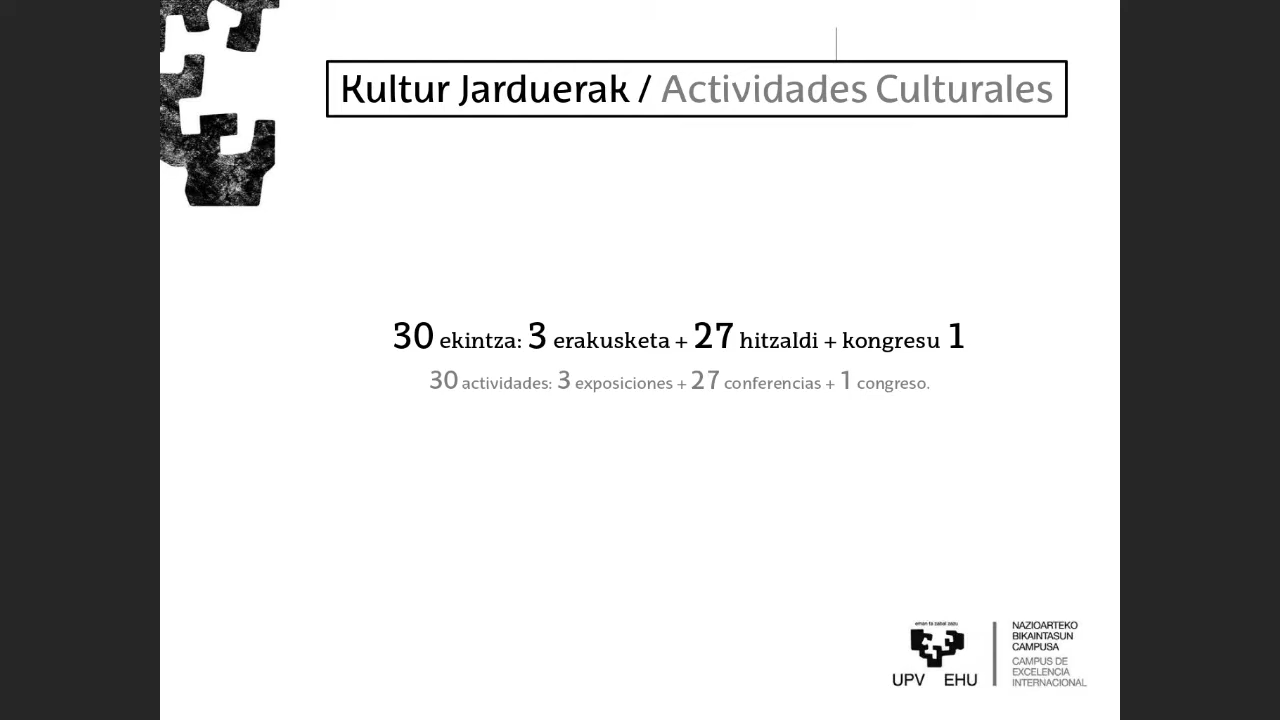 Kultur Jarduerak / Actividades Culturales
30 ekintza: 3 erakusketa + 27 hitzaldi + kongresu 1
30 actividades: 3 exposiciones + 27 conferencias + 1 congreso.
eman ta zabal zazu
UPV EHU
NAZIOARTEKO
BIKAINTASUN
CAMPUSA
CAMPUS DE
EXCELENCIA
INTERNACIONAL